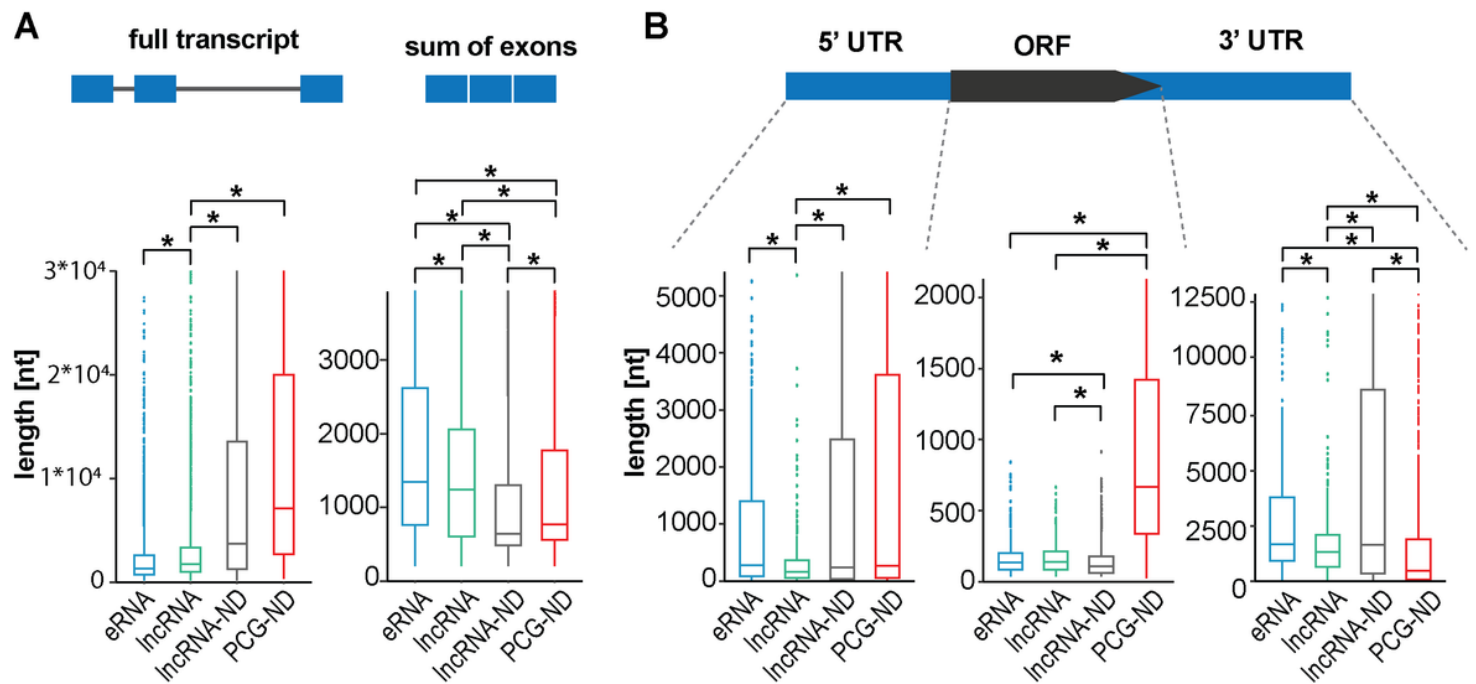 A
full transcript
sum of exons
B
5’ UTR
ORF
3’ UTR
length [nt]
3*10⁴
2*10⁴
1*10⁴
0
* * *
eRNA
lncRNA
lncRNA-ND
PCG-ND
3000
2000
1000
0
* * * * * *
eRNA
lncRNA
lncRNA-ND
PCG-ND
length [nt]
5000
4000
3000
2000
1000
0
* * *
eRNA
lncRNA
lncRNA-ND
PCG-ND
2000
1500
1000
500
0
* * * *
eRNA
lncRNA
lncRNA-ND
PCG-ND
12500
10000
7500
5000
2500
0
* * * * *
eRNA
lncRNA
lncRNA-ND
PCG-ND